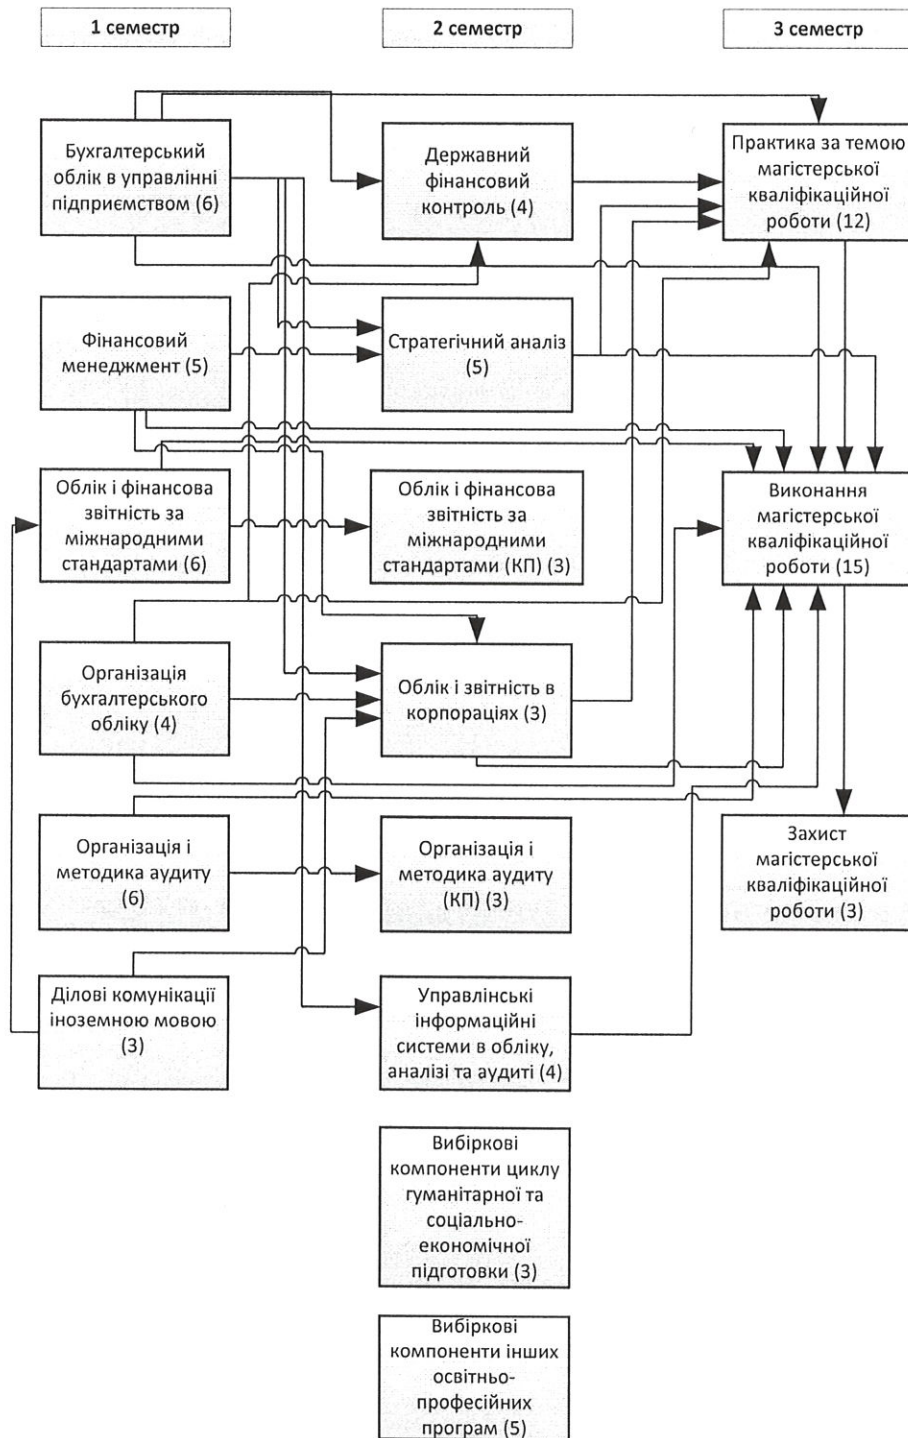 1 семестр
2 семестр
3 семестр
Бухгалтерський
облік в управлінні
підприємством (6)
Державний
фінансовий
контроль (4)
Практика за темою
магістерської
кваліфікаційної
роботи (12)
Фінансовий
менеджмент (5)
Стратегічний аналіз
(5)
Облік і фінансова
звітність за
міжнародними
стандартами (6)
Облік і фінансова
звітність за
міжнародними
стандартами (КП) (3)
Виконання
магістерської
кваліфікаційної
роботи (15)
Організація
бухгалтерського
обліку (4)
Облік і звітність в
корпораціях (3)
Організація і
методика аудиту
(6)
Організація і
методика аудиту
(КП) (3)
Захист
магістерської
кваліфікаційної
роботи (3)
Ділові комунікації
іноземною мовою
(3)
Управлінські
інформаційні
системи в обліку,
аналізі та аудиті (4)
Вибіркові
компоненти циклу
гуманітарної та
соціально-
економічної
підготовки (3)
Вибіркові
компоненти інших
освітньо-
професійних
програм (5)